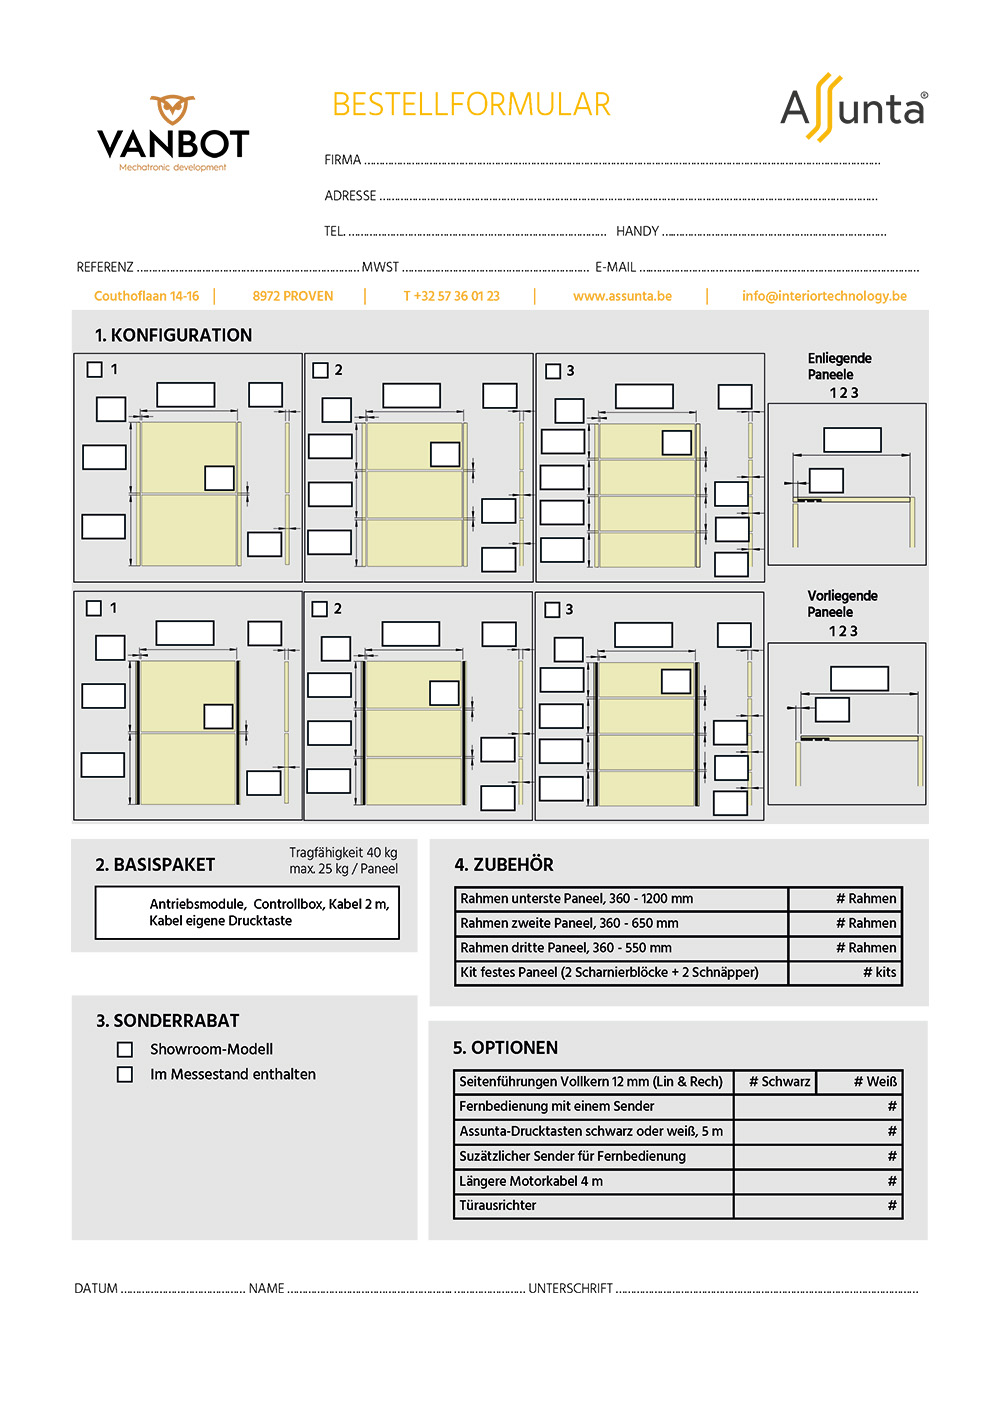 BESTELLFORMULAR
VANBOT
Mechatronic development
Assunta®
FIRMA
ADRESSE
TEL. HANDY
REFERENZ MWST E-MAIL
Couthoflaan 14-16 | 8972 PROVEN | T +32 57 36 01 23 | www.assunta.be | info@interiortechnology.be
1. KONFIGURATION
1
2
3
Enliegende
Paneele
1 2 3
1
2
3
Vorliegende
Paneele
1 2 3
2. BASISPAKET
Tragfähigkeit 40 kg
max. 25 kg / Paneel
Antriebsmodule, Controllbox, Kabel 2 m,
Kabel eigene Drucktaste
3. SONDERRABAT
Showroom-Modell
Im Messestand enthalten
4. ZUBEHÖR
Rahmen unterste Paneel, 360 - 1200 mm # Rahmen
Rahmen zweite Paneel, 360 - 650 mm # Rahmen
Rahmen dritte Paneel, 360 - 550 mm # Rahmen
Kit festes Paneel (2 Scharnierblöcke + 2 Schnäpper) # kits
5. OPTIONEN
Seitenführungen Vollkern 12 mm (Lin & Rech) # Schwarz # Weiß
Fernbedienung mit einem Sender #
Assunta-Drucktasten schwarz oder weiß, 5 m #
Suzätzlicher Sender für Fernbedienung #
Längere Motorkabel 4 m #
Türausrichter #
DATUM NAME UNTERSCHRIFT